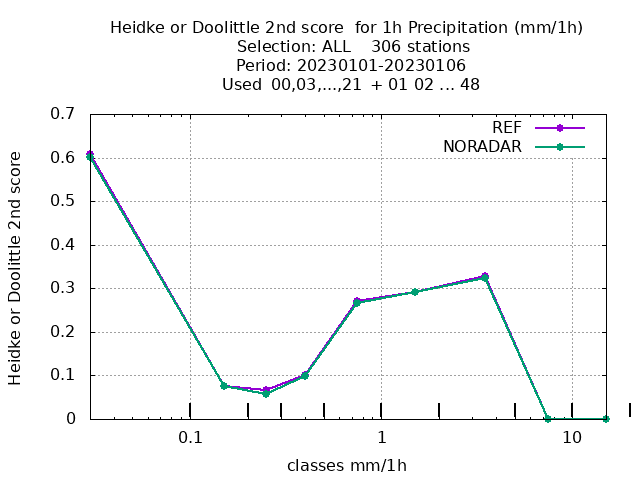 Heidke or Doolittle 2nd score  for 1h Precipitation (mm/1h)
Selection: ALL    306 stations
Period: 20230101-20230106
Used  00,03,...,21  + 01 02 ... 48
REF
NORADAR
Heidke or Doolittle 2nd score
0.7
0.6
0.5
0.4
0.3
0.2
0.1
0
0.1
1
10
classes mm/1h